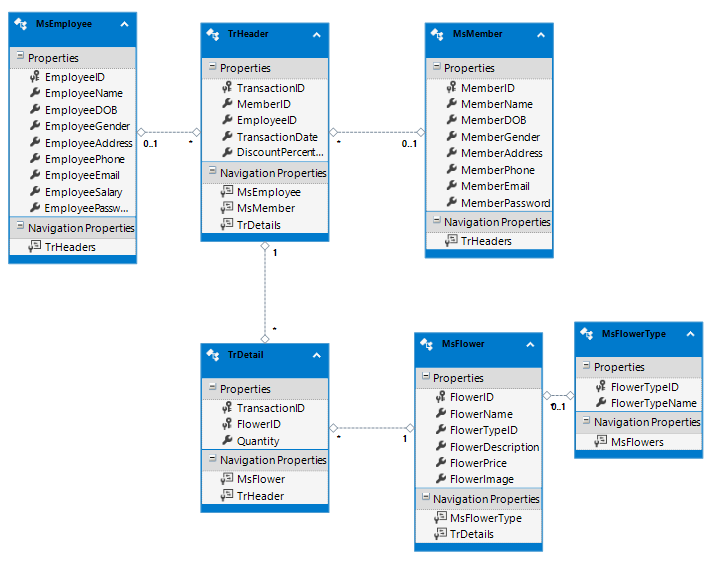 MsEmployee
Properties
EmployeeID
EmployeeName
EmployeeDOB
EmployeeGender
EmployeeAddress
EmployeePhone
EmployeeEmail
EmployeeSalary
EmployeePassw...
Navigation Properties
TrHeaders
0..1
*
TrHeader
Properties
TransactionID
MemberID
EmployeeID
TransactionDate
DiscountPercent...
Navigation Properties
MsEmployee
MsMember
TrDetails
*
0..1
MsMember
Properties
MemberID
MemberName
MemberDOB
MemberGender
MemberAddress
MemberPhone
MemberEmail
MemberPassword
Navigation Properties
TrHeaders
1
*
TrDetail
Properties
TransactionID
FlowerID
Quantity
Navigation Properties
MsFlower
TrHeader
*
1
MsFlower
Properties
FlowerID
FlowerName
FlowerTypeID
FlowerDescription
FlowerPrice
FlowerImage
Navigation Properties
MsFlowerType
TrDetails
*
0..1
MsFlowerType
Properties
FlowerTypeID
FlowerTypeName
Navigation Properties
MsFlowers